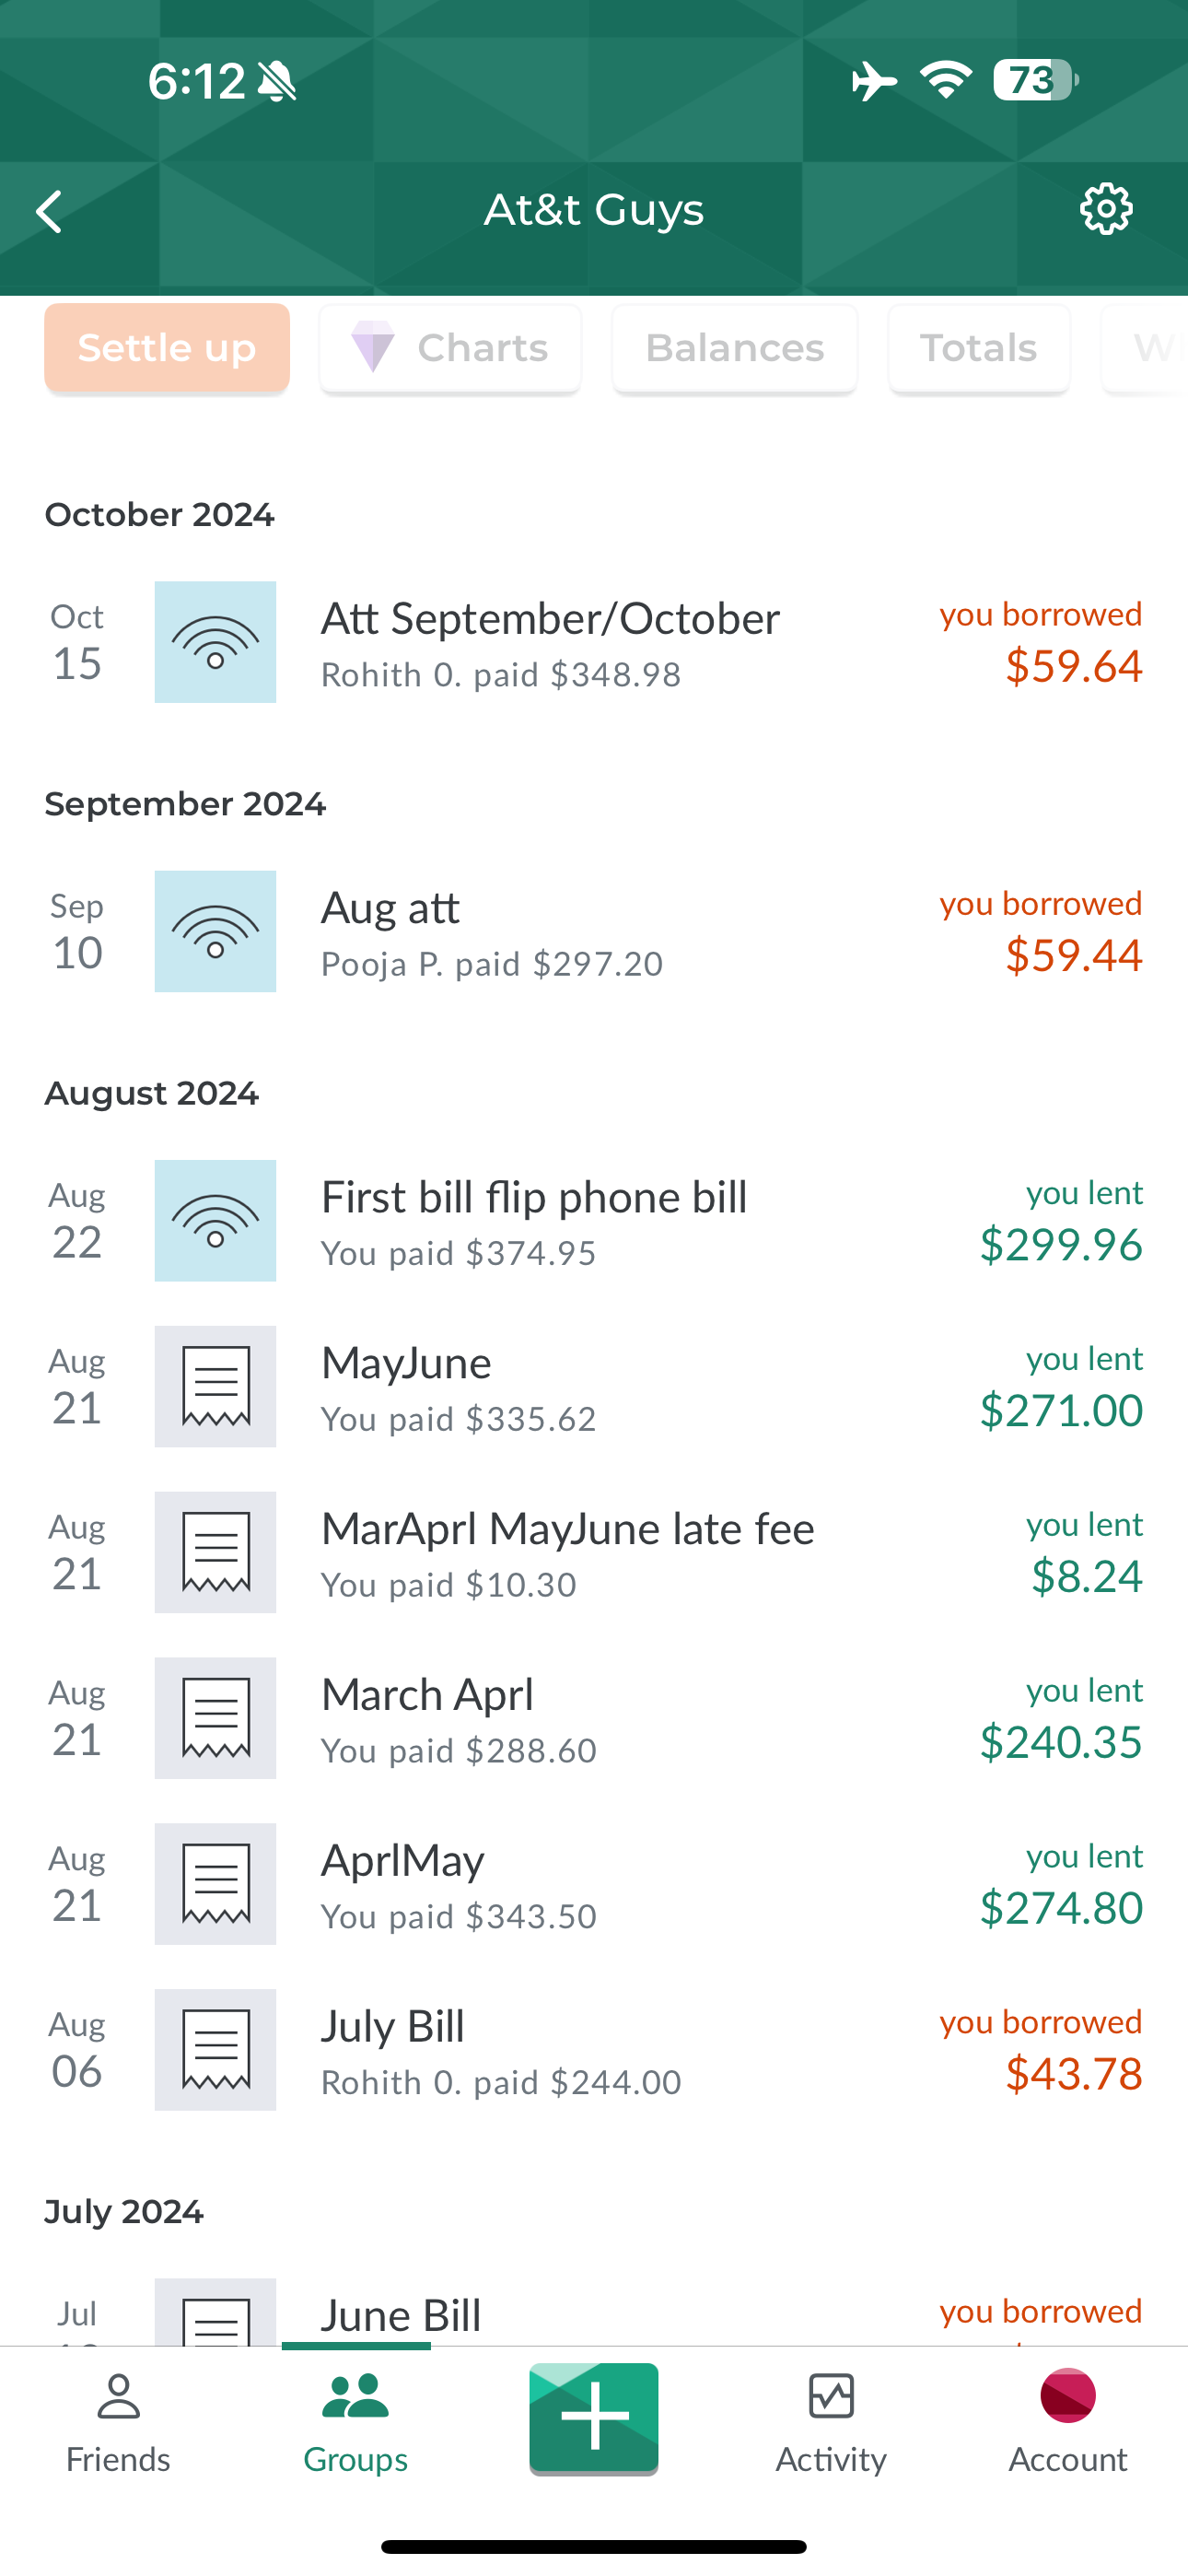 6:12
73
At&t Guys
Settle up
Charts
Balances
Totals
W
October 2024
Oct
15
Att September/October
Rohith 0. paid $348.98
you borrowed
$59.64
September 2024
Sep
10
Aug att
Pooja P. paid $297.20
you borrowed
$59.44
August 2024
Aug
22
First bill flip phone bill
You paid $374.95
you lent
$299.96
Aug
21
MayJune
You paid $335.62
you lent
$271.00
Aug
21
MarAprl MayJune late fee
You paid $10.30
you lent
$8.24
Aug
21
March Aprl
You paid $288.60
you lent
$240.35
Aug
21
AprlMay
You paid $343.50
you lent
$274.80
Aug
06
July Bill
Rohith 0. paid $244.00
you borrowed
$43.78
July 2024
Jul
June Bill
you borrowed
Friends
Groups
Activity
Account